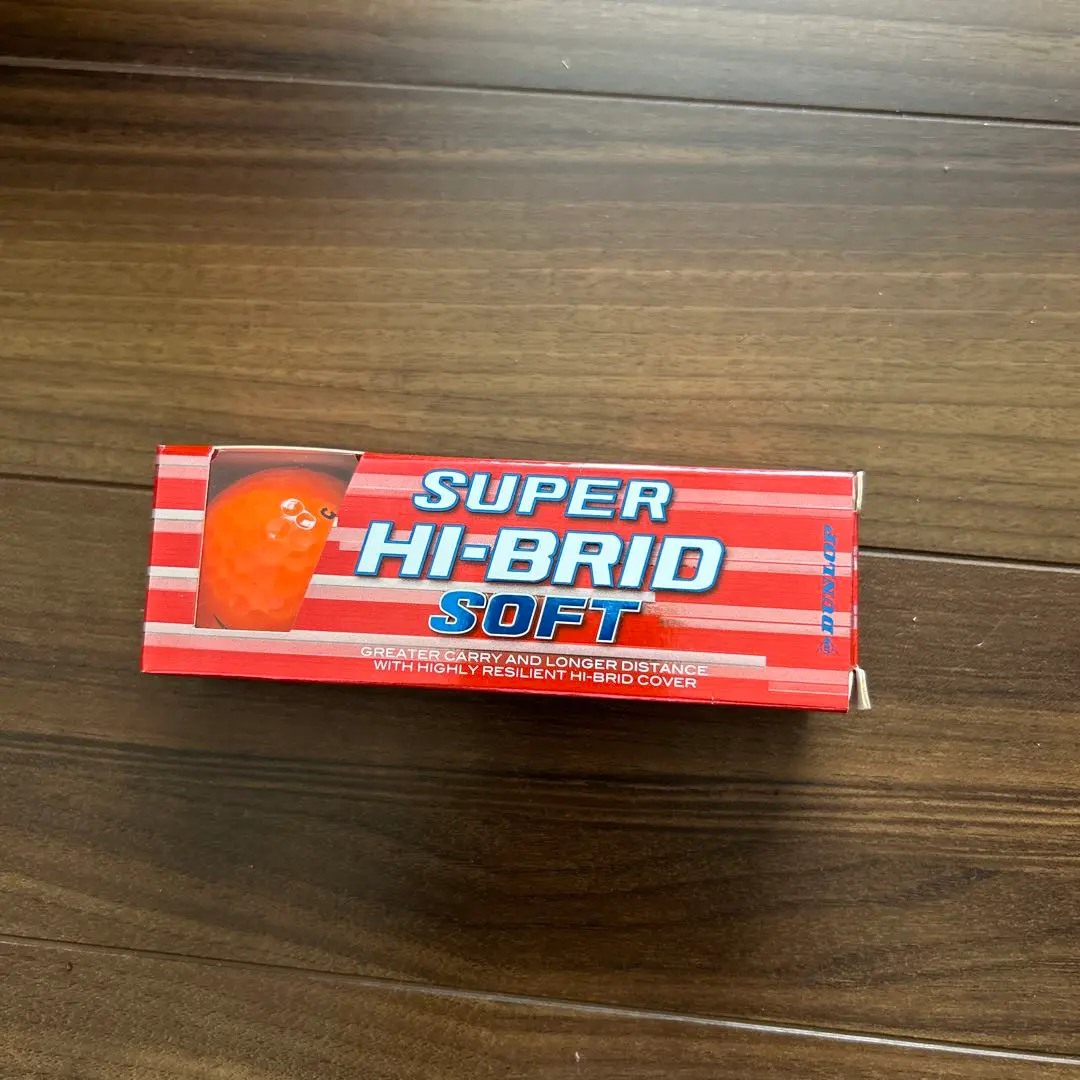 SUPER
HI-BRID
SOFT
GREATER CARRY AND LONGER DISTANCE
WITH HIGHLY RESILIENT HI-BRID COVER
DUNLOP